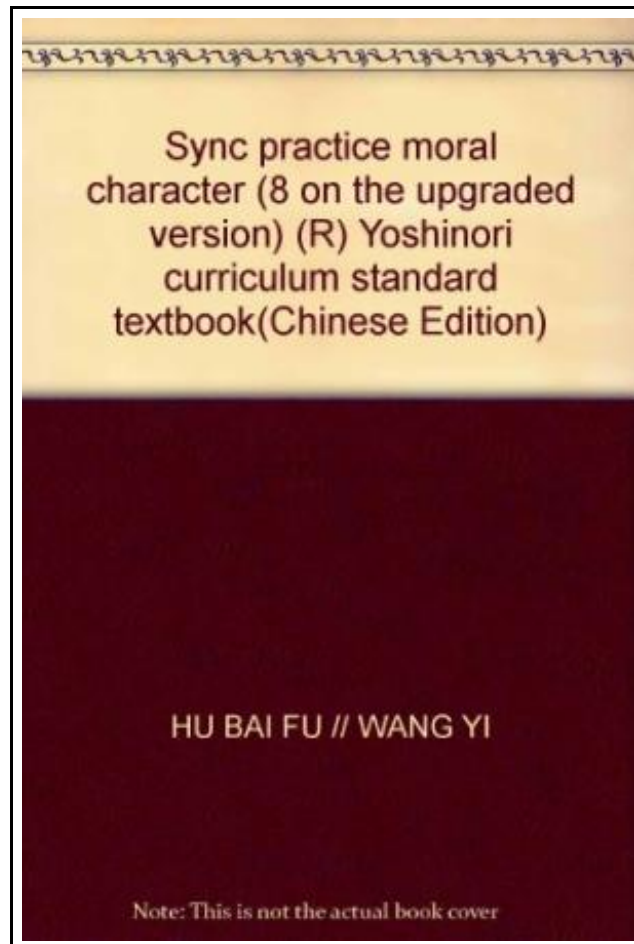 Sync practice moral
character (8 on the upgraded
version) (R) Yoshinori
curriculum standard
textbook(Chinese Edition)
HU BAI FU // WANG YI
Note: This is not the actual book cover